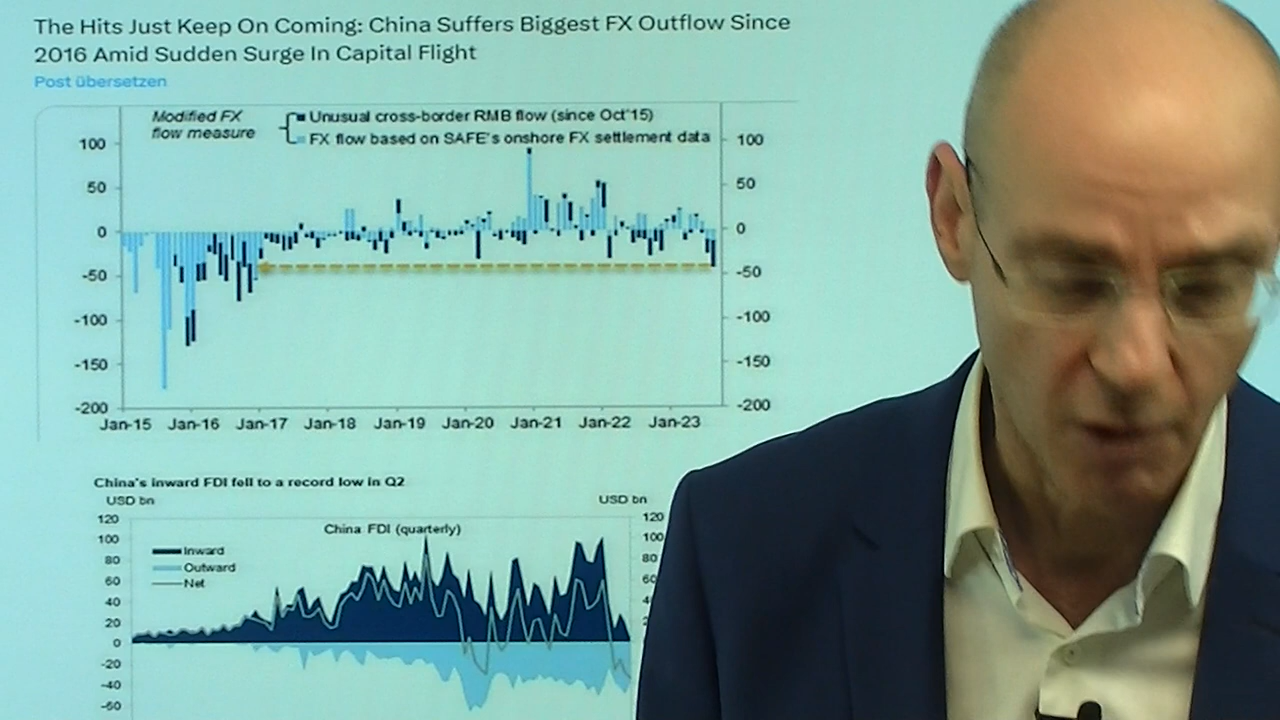 The Hits Just Keep On Coming: China Suffers Biggest FX Outflow Since
2016 Amid Sudden Surge In Capital Flight
Post übersetzen
Modified FX
flow measure
Unusual cross-border RMB flow (since Oct'15)
FX flow based on SAFE's onshore FX settlement data
100
50
0
-50
-100
-150
-200
100
50
0
-50
-100
-150
-200
Jan-15 Jan-16 Jan-17 Jan-18 Jan-19 Jan-20 Jan-21 Jan-22 Jan-23
China's inward FDI fell to a record low in Q2
USD bn
USD bn
China FDI (quarterly)
Inward
Outward
Net
120
100
80
60
40
20
0
-20
-40
-60
120
100
80